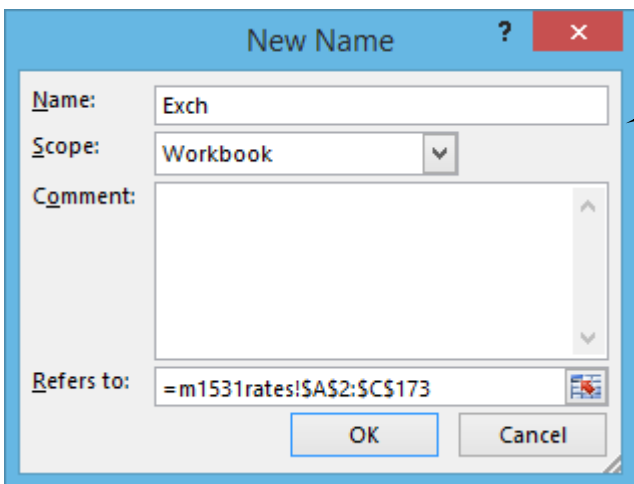 New Name ?
Name: Exch
Scope: Workbook
Comment:
Refers to: =m1531rates!$A$2:$C$173
OK Cancel